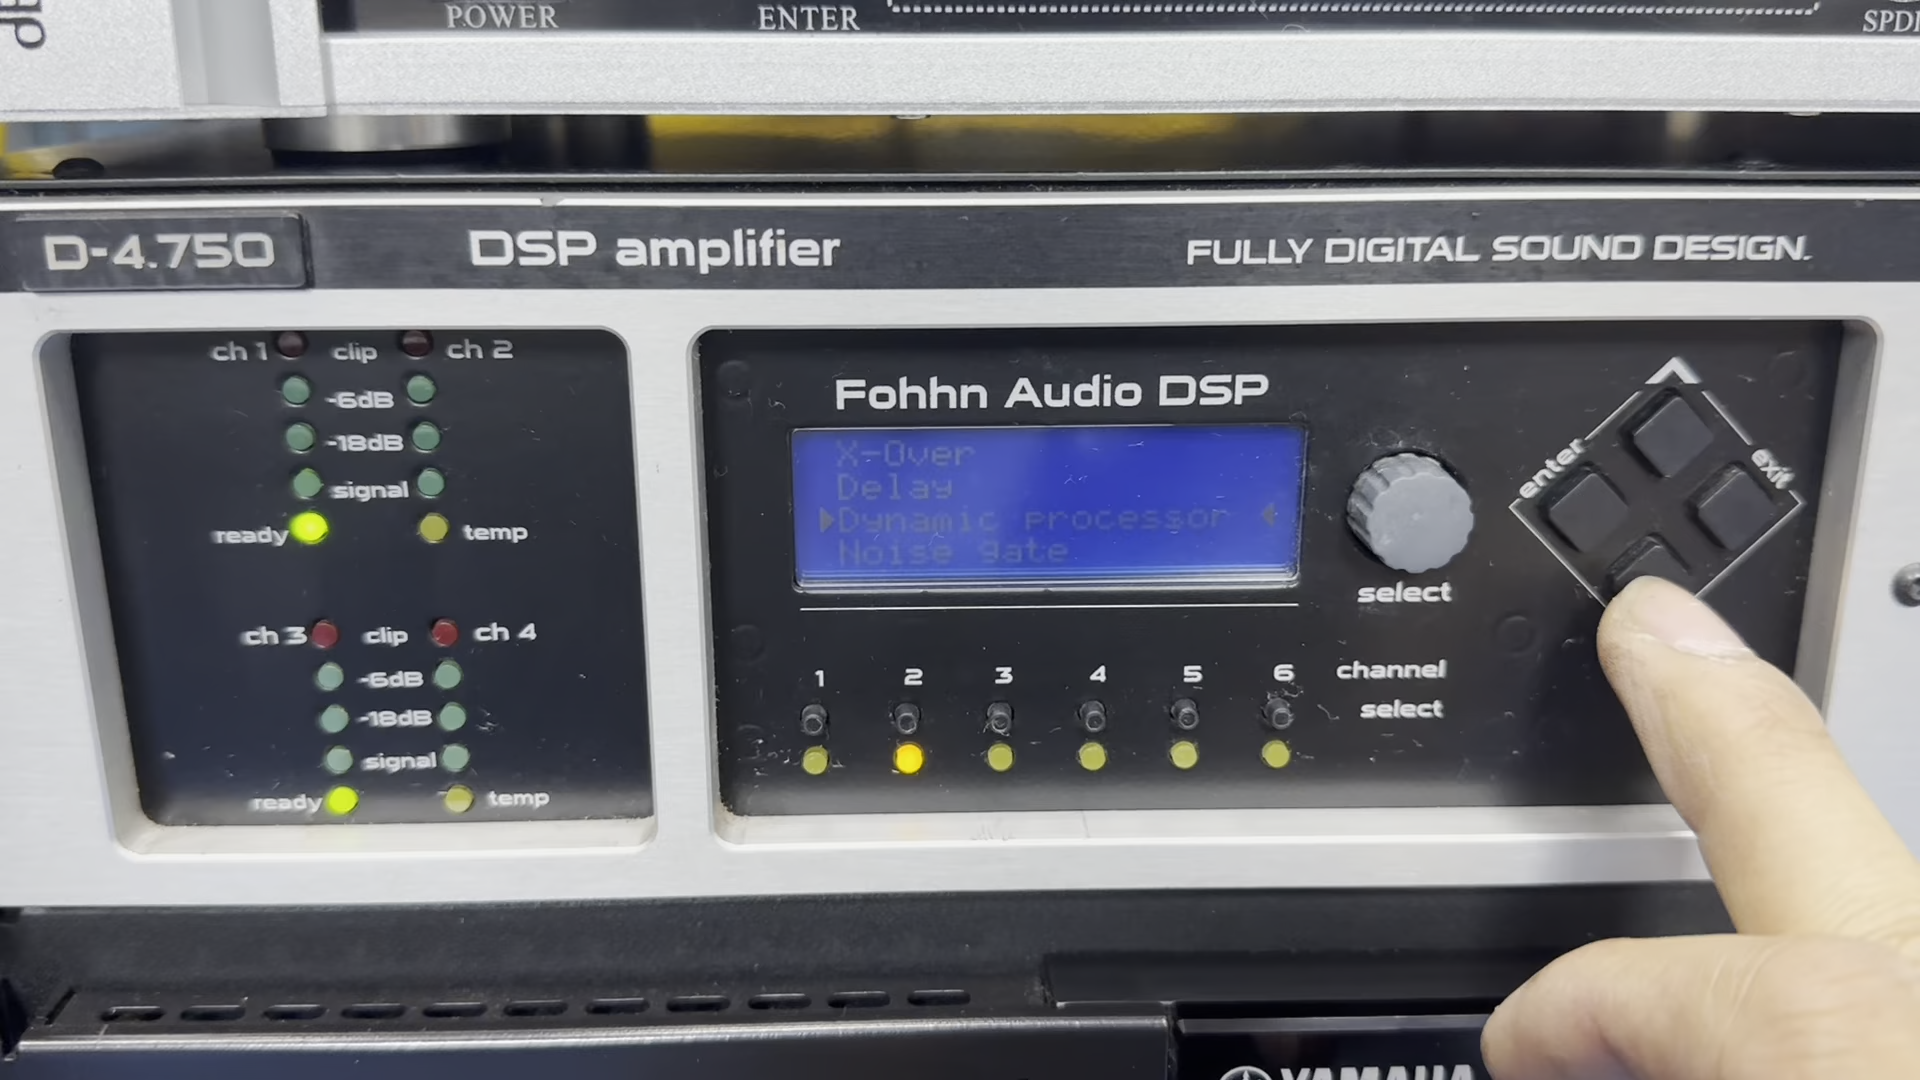 POWER
ENTER
D-4.750
DSP amplifier
FULLY DIGITAL SOUND DESIGN.
ch 1 clip ch 2
-6dB
-18dB
signal
ready temp
ch 3 clip ch 4
-6dB
-18dB
signal
ready temp
Fohhn Audio DSP
X-Over
Delay
Dynamic processor
Noise gate
select
enter
exit
1 2 3 4 5 6 channel
select
YAMAHA